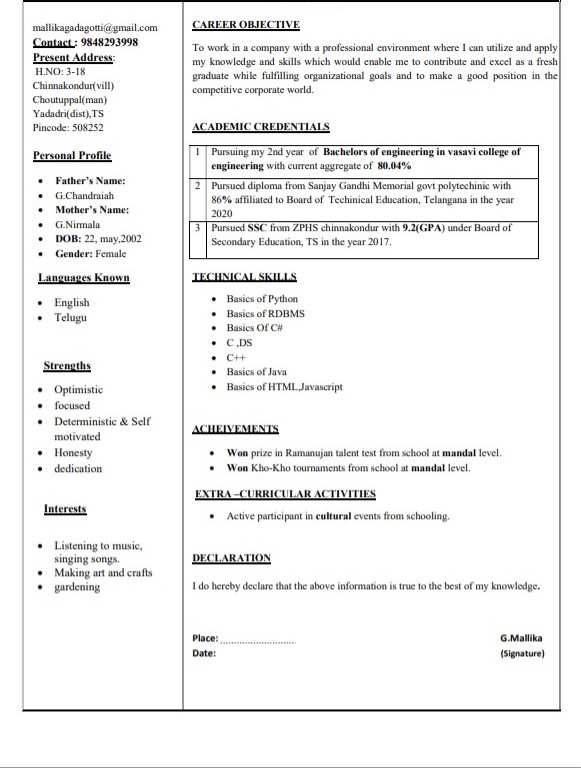 mallikagadagotti@gmail.com
Contact : 9848293998
Present Address:
H.NO: 3-18
Chinnakondur(vill)
Choutuppal(man)
Yadadri(dist),TS
Pincode: 508252
Personal Profile
• Father's Name:
• G.Chandraiah
• Mother's Name:
• G.Nirmala
• DOB: 22, may,2002
• Gender: Female
Languages Known
• English
• Telugu
Strengths
• Optimistic
• focused
• Deterministic & Self
motivated
• Honesty
• dedication
Interests
• Listening to music,
singing songs.
• Making art and crafts
• gardening
CAREER OBJECTIVE
To work in a company with a professional environment where I can utilize and apply
my knowledge and skills which would enable me to contribute and excel as a fresh
graduate while fulfilling organizational goals and to make a good position in the
competitive corporate world.
ACADEMIC CREDENTIALS
1 Pursuing my 2nd year of Bachelors of engineering in vasavi college of
engineering with current aggregate of 80.04%
2 Pursued diploma from Sanjay Gandhi Memorial govt polytechinic with
86% affiliated to Board of Techinical Education, Telangana in the year
2020
3 Pursued SSC from ZPHS chinnakondur with 9.2(GPA) under Board of
Secondary Education, TS in the year 2017.
TECHNICAL SKILLS
• Basics of Python
• Basics of RDBMS
• Basics Of C#
• C ,DS
• C++
• Basics of Java
• Basics of HTML,Javascript
ACHEIVEMENTS
• Won prize in Ramanujan talent test from school at mandal level.
• Won Kho-Kho tournaments from school at mandal level.
EXTRA –CURRICULAR ACTIVITIES
• Active participant in cultural events from schooling.
DECLARATION
I do hereby declare that the above information is true to the best of my knowledge.
Place: ........................... G.Mallika
Date: (Signature)